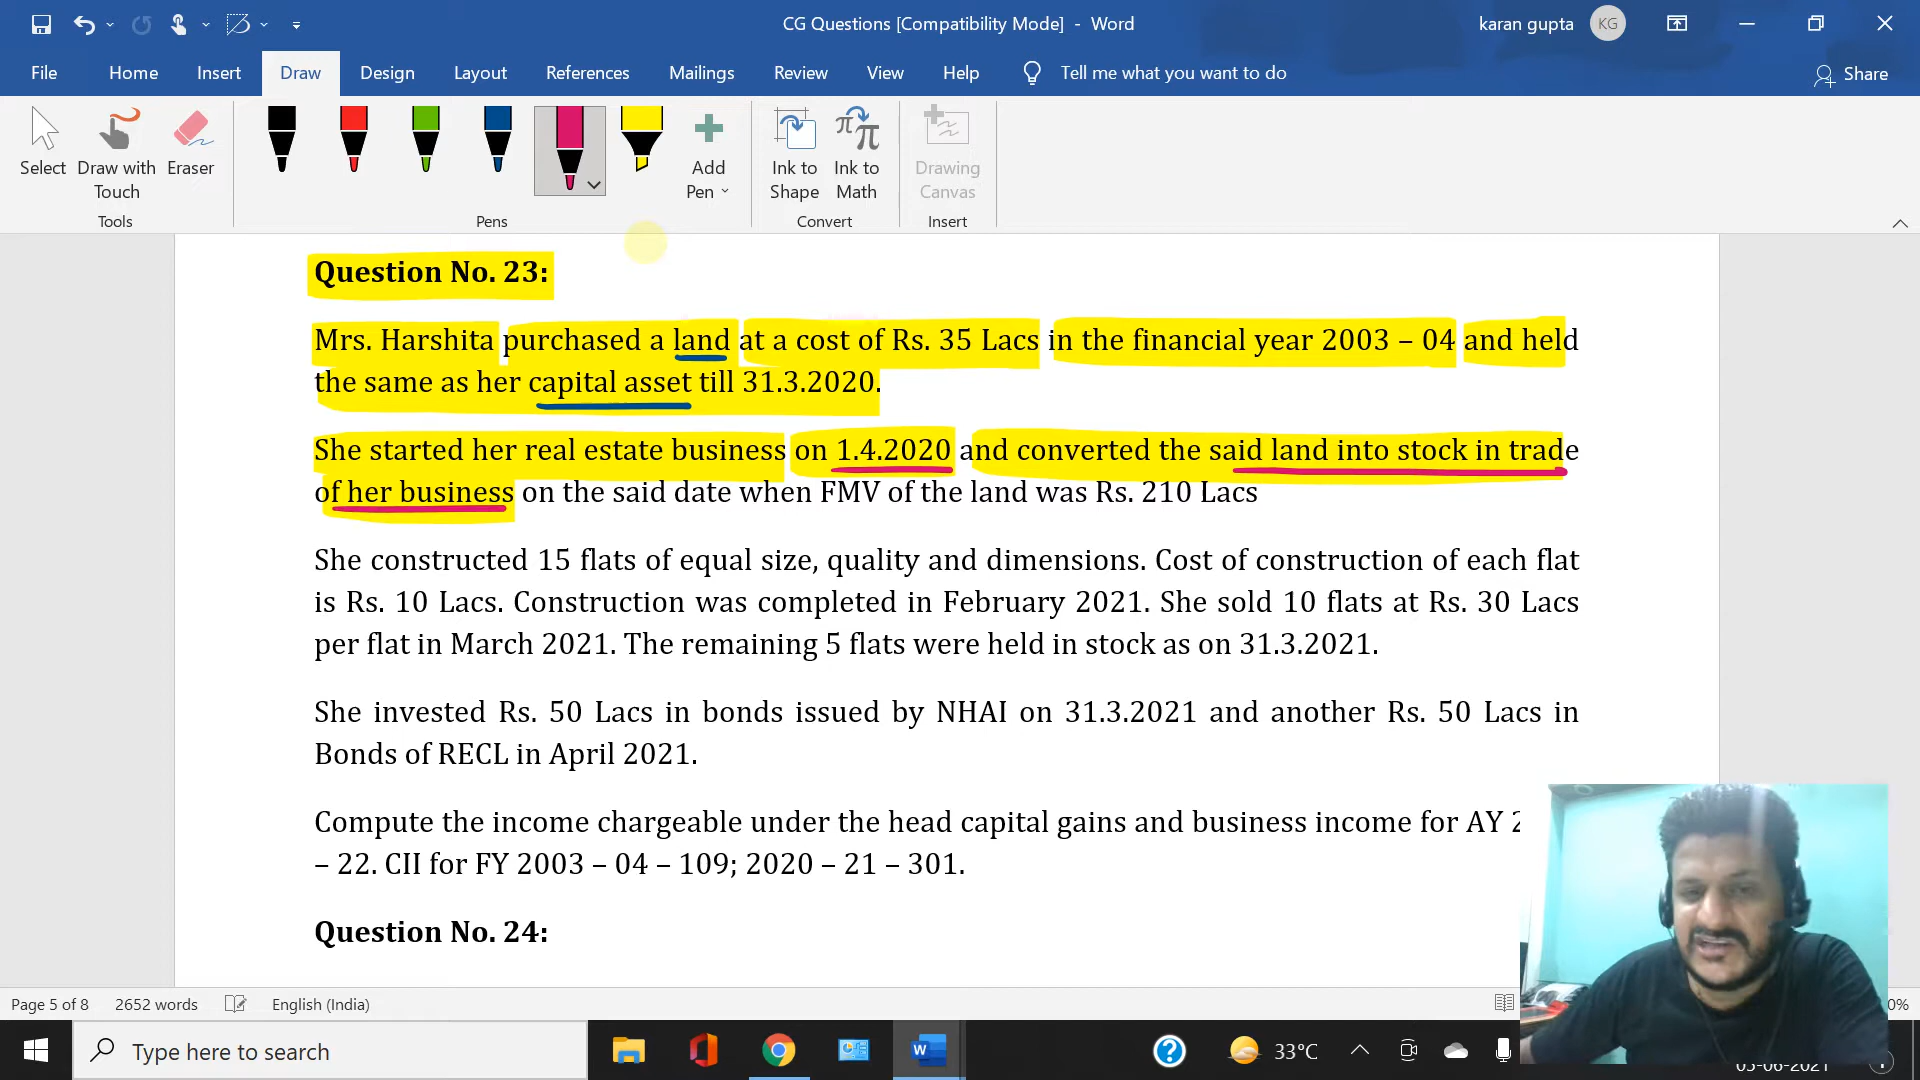 CG Questions [Compatibility Mode] - Word
karan gupta KG
File Home Insert Draw Design Layout References Mailings Review View Help Tell me what you want to do Share
Select Draw with Touch Eraser
Add Pen
Ink to Shape Ink to Math
Drawing Canvas
Tools Pens Convert Insert
Question No. 23:
Mrs. Harshita purchased a land at a cost of Rs. 35 Lacs in the financial year 2003 – 04 and held
the same as her capital asset till 31.3.2020.
She started her real estate business on 1.4.2020 and converted the said land into stock in trade
of her business on the said date when FMV of the land was Rs. 210 Lacs
She constructed 15 flats of equal size, quality and dimensions. Cost of construction of each flat
is Rs. 10 Lacs. Construction was completed in February 2021. She sold 10 flats at Rs. 30 Lacs
per flat in March 2021. The remaining 5 flats were held in stock as on 31.3.2021.
She invested Rs. 50 Lacs in bonds issued by NHAI on 31.3.2021 and another Rs. 50 Lacs in
Bonds of RECL in April 2021.
Compute the income chargeable under the head capital gains and business income for AY 2
– 22. CII for FY 2003 – 04 – 109; 2020 – 21 – 301.
Question No. 24:
Page 5 of 8 2652 words English (India) 0%
Type here to search
33°C
05-06-2021